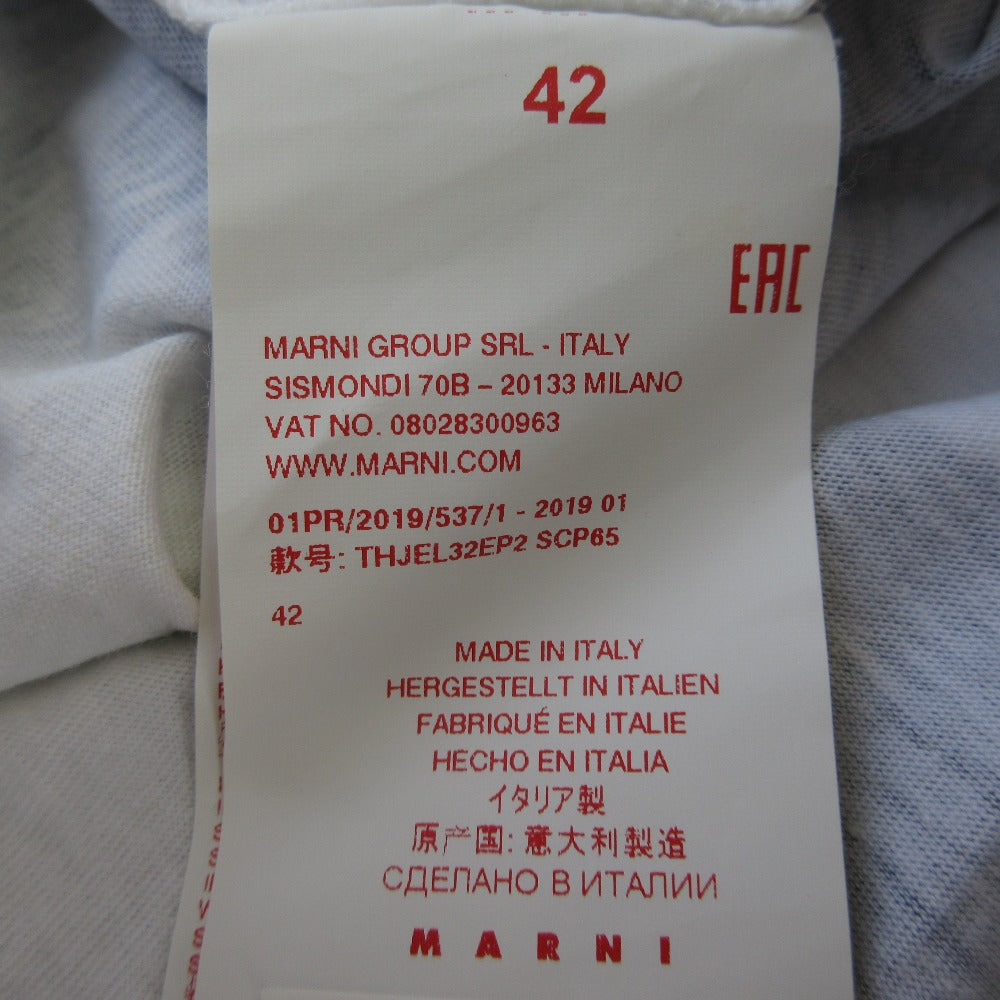 42
EAC
MARNI GROUP SRL - ITALY
SISMONDI 70B – 20133 MILANO
VAT NO. 08028300963
WWW.MARNI.COM
01PR/2019/537/1 - 2019 01
款号: THJEL32EP2 SCP65
42
MADE IN ITALY
HERGESTELLT IN ITALIEN
FABRIQUÉ EN ITALIE
HECHO EN ITALIA
イタリア製
原产国: 意大利製造
СДЕЛАНО В ИТАЛИИ
MARNI